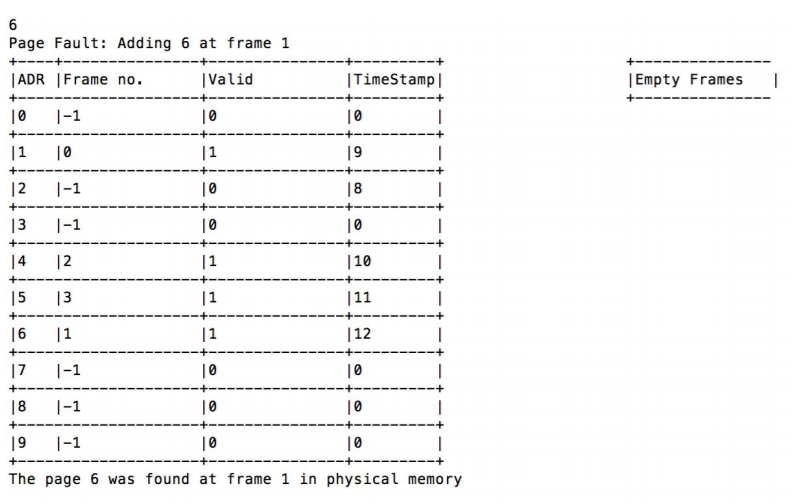 6
Page Fault: Adding 6 at frame 1
+----+-----------------+-----------------+---------+ +----------------
|ADR |Frame no. |Valid |TimeStamp| |Empty Frames |
+----------------------+-----------------+---------+ +----------------
|0 |-1 |0 |0 |
+----------------------+-----------------+---------+
|1 |0 |1 |9 |
+----------------------+-----------------+---------+
|2 |-1 |0 |8 |
+----------------------+-----------------+---------+
|3 |-1 |0 |0 |
+----------------------+-----------------+---------+
|4 |2 |1 |10 |
+----------------------+-----------------+---------+
|5 |3 |1 |11 |
+----------------------+-----------------+---------+
|6 |1 |1 |12 |
+----------------------+-----------------+---------+
|7 |-1 |0 |0 |
+----------------------+-----------------+---------+
|8 |-1 |0 |0 |
+----------------------+-----------------+---------+
|9 |-1 |0 |0 |
+----------------------+-----------------+---------+
The page 6 was found at frame 1 in physical memory